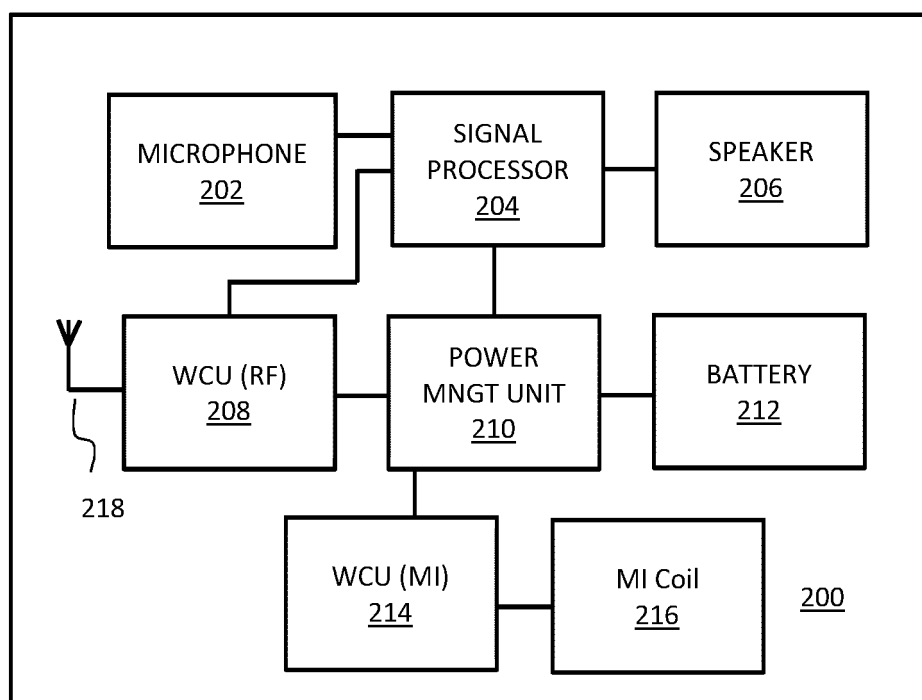 MICROPHONE
202
SIGNAL
PROCESSOR
204
SPEAKER
206
WCU (RF)
208
POWER
MNGT UNIT
210
BATTERY
212
218
WCU (MI)
214
MI Coil
216
200